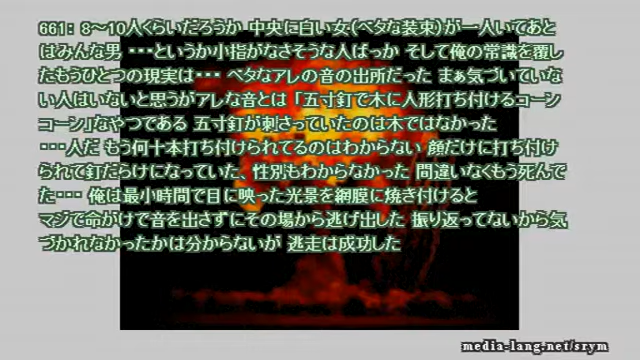 661: 8～10人くらいだろうか 中央に白い女（ベタな装束）が一人いてあと
はみんな男 ・・・というか小指がなさそうな人ばっか そして俺の常識を覆し
たもうひとつの現実は・・・ ベタなアレの音の出所だった まぁ気づいていな
い人はいないと思うがアレな音とは 「五寸釘で木に人形打ち付けるコーン
コーン」なやつである 五寸釘が刺さっていたのは木ではなかった
・・・人だ もう何十本打ち付けられてるのはわからない 顔だけに打ち付け
られて釘だらけになっていた、性別もわからなかった 間違いなくもう死んで
た・・・ 俺は最小時間で目に映った光景を網膜に焼き付けると
マジで命がけで音を出さずにその場から逃げ出した 振り返ってないから気
づかれなかったかは分からないが 逃走は成功した
media-lang-net/srym